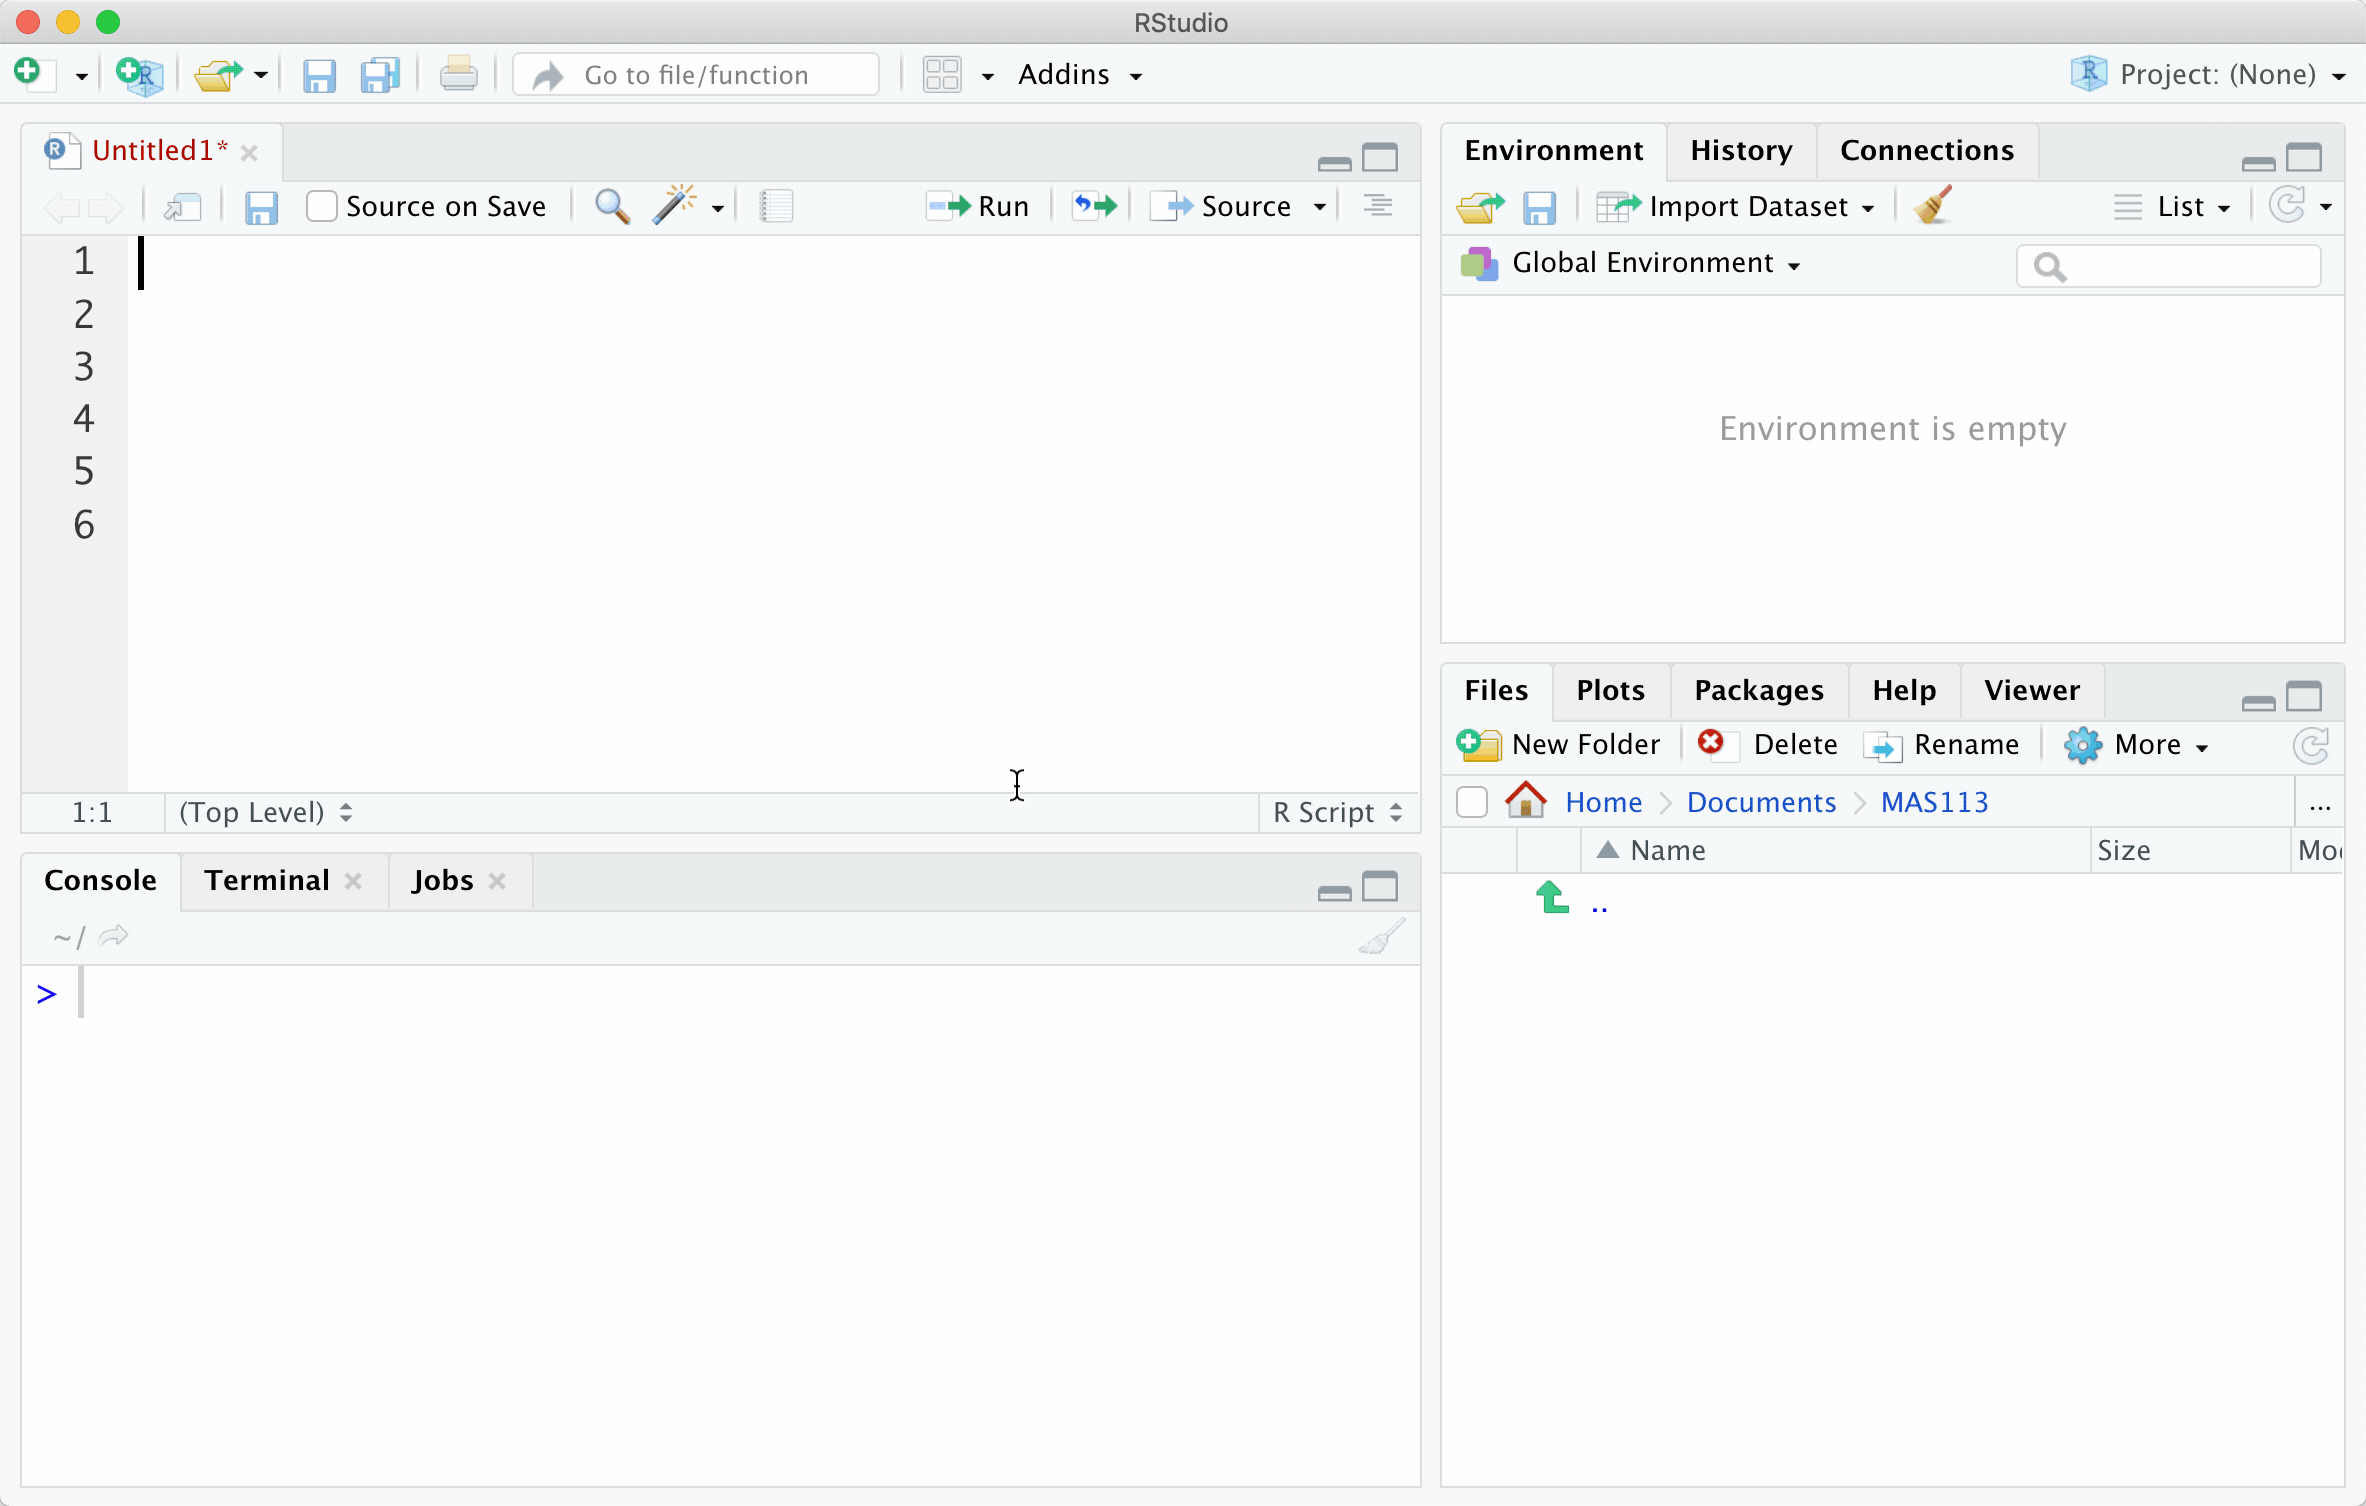 RStudio
Go to file/function
Addins
Project: (None)
Untitled1*
Source on Save
Run
Source
1
2
3
4
5
6
1:1
(Top Level)
R Script
Console
Terminal
Jobs
~/
>
Environment
History
Connections
Import Dataset
List
Global Environment
Environment is empty
Files
Plots
Packages
Help
Viewer
New Folder
Delete
Rename
More
Home
Documents
MAS113
...
Name
Size
..